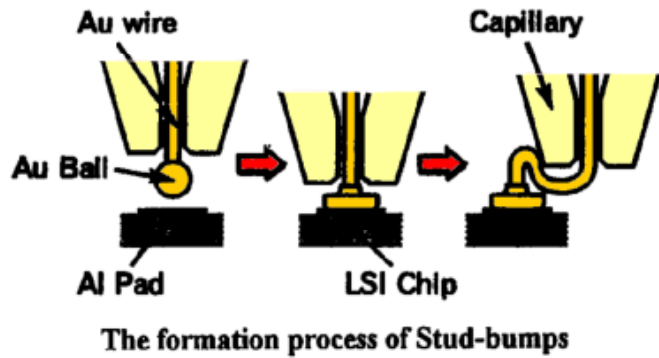 Au wire
Capillary
Au Ball
Al Pad
LSI Chip
The formation process of Stud-bumps